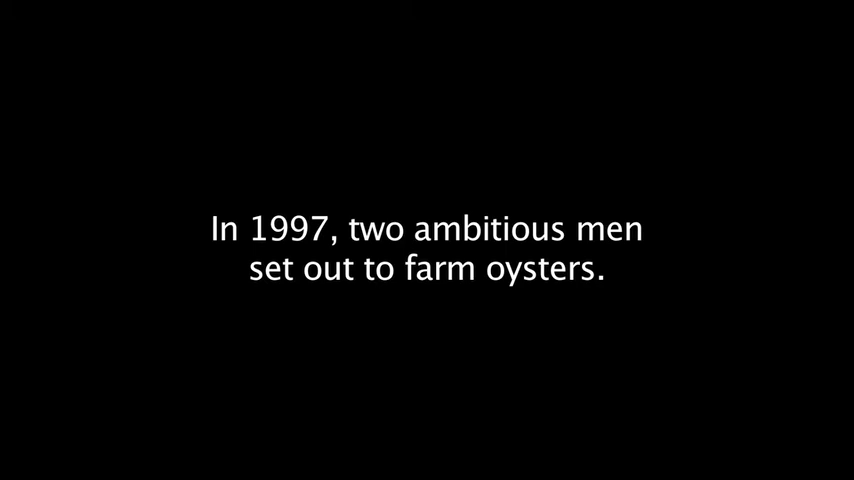 In 1997, two ambitious men
set out to farm oysters.